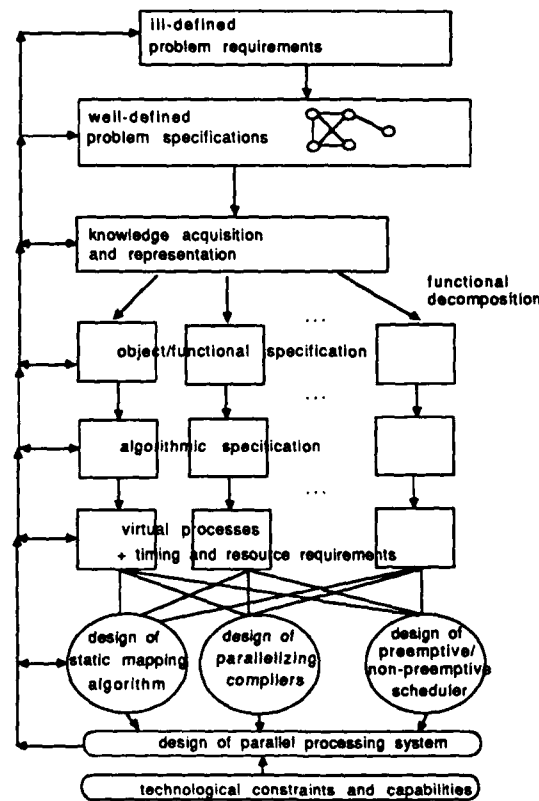 ill-defined
problem requirements
well-defined
problem specifications
knowledge acquisition
and representation
functional
decomposition
...
object/functional specification
...
algorithmic specification
...
virtual processes
+ timing and resource requirements
design of
static mapping
algorithm
design of
parallelizing
compliers
design of
preemptive/
non-preemptive
scheduler
design of parallel processing system
technological constraints and capabilities